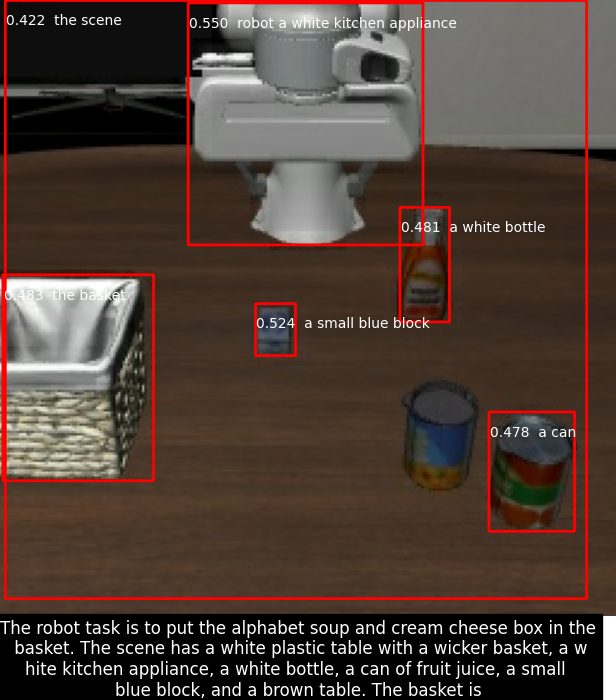 0.422 the scene
0.550 robot a white kitchen appliance
0.481 a white bottle
0.483 the basket
0.524 a small blue block
0.478 a can
The robot task is to put the alphabet soup and cream cheese box in the
basket. The scene has a white plastic table with a wicker basket, a w
hite kitchen appliance, a white bottle, a can of fruit juice, a small
blue block, and a brown table. The basket is